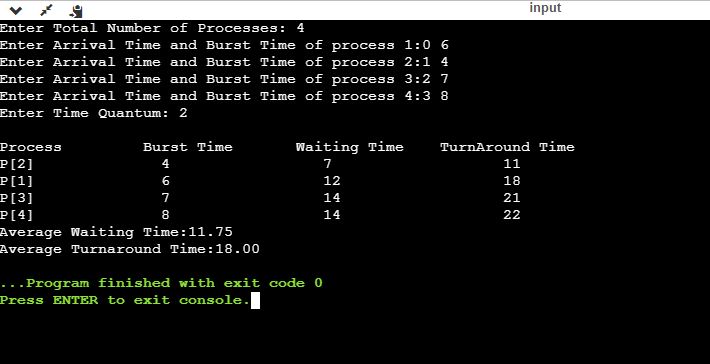 input
Enter Total Number of Processes: 4
Enter Arrival Time and Burst Time of process 1:0 6
Enter Arrival Time and Burst Time of process 2:1 4
Enter Arrival Time and Burst Time of process 3:2 7
Enter Arrival Time and Burst Time of process 4:3 8
Enter Time Quantum: 2
Process Burst Time Waiting Time TurnAround Time
P[2] 4 7 11
P[1] 6 12 18
P[3] 7 14 21
P[4] 8 14 22
Average Waiting Time:11.75
Average Turnaround Time:18.00
...Program finished with exit code 0
Press ENTER to exit console.